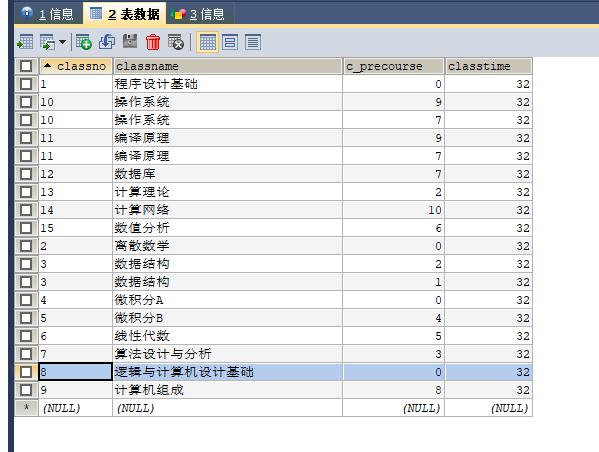 1 信息 2 表数据 3 信息
classno classname c_precourse classtime
1 程序设计基础 0 32
10 操作系统 9 32
10 操作系统 7 32
11 编译原理 9 32
11 编译原理 7 32
12 数据库 7 32
13 计算理论 2 32
14 计算网络 10 32
15 数值分析 6 32
2 离散数学 0 32
3 数据结构 2 32
3 数据结构 1 32
4 微积分A 0 32
5 微积分B 4 32
6 线性代数 5 32
7 算法设计与分析 3 32
8 逻辑与计算机设计基础 0 32
9 计算机组成 8 32
* (NULL) (NULL) (NULL) (NULL)